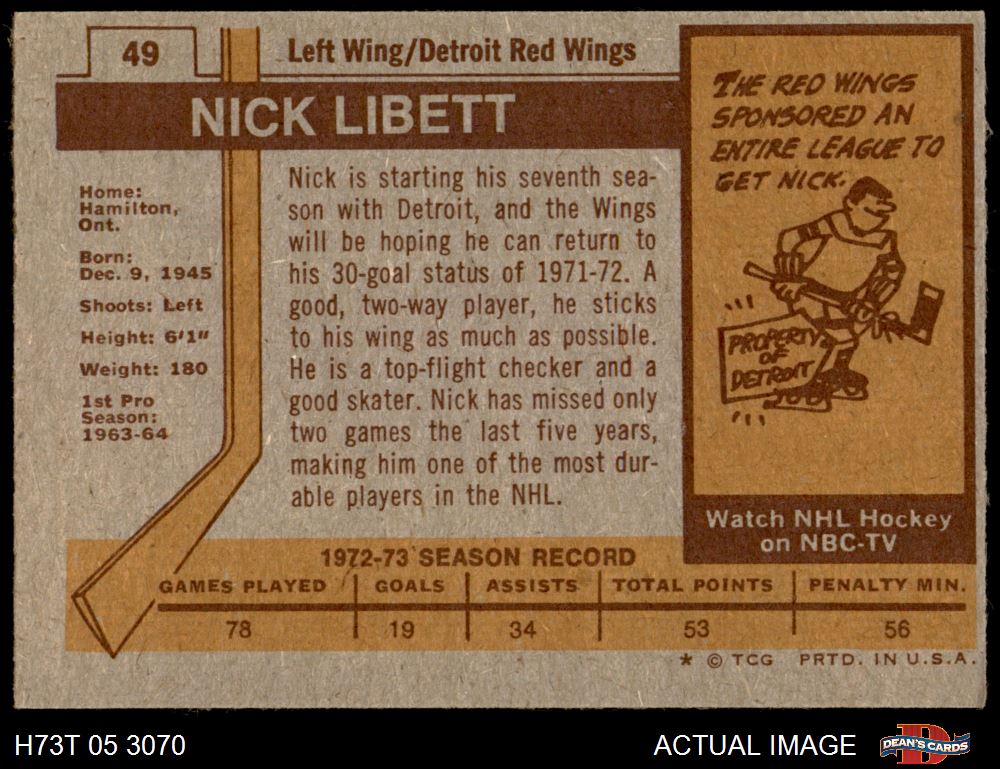 49
Left Wing/Detroit Red Wings
NICK LIBETT
Home:
Hamilton,
Ont.
Born:
Dec. 9, 1945
Shoots: Left
Height: 6'1"
Weight: 180
1st Pro
Season:
1963-64
Nick is starting his seventh sea-
son with Detroit, and the Wings
will be hoping he can return to
his 30-goal status of 1971-72. A
good, two-way player, he sticks
to his wing as much as possible.
He is a top-flight checker and a
good skater. Nick has missed only
two games the last five years,
making him one of the most dur-
able players in the NHL.
THE RED WINGS
SPONSORED AN
ENTIRE LEAGUE TO
GET NICK.
PROPERTY
OF
DETROIT
Watch NHL Hockey
on NBC-TV
1972-73 SEASON RECORD
GAMES PLAYED GOALS ASSISTS TOTAL POINTS PENALTY MIN.
78 19 34 53 56
* © TCG PRTD. IN U.S.A.
H73T 05 3070
ACTUAL IMAGE
DEAN'S CARDS